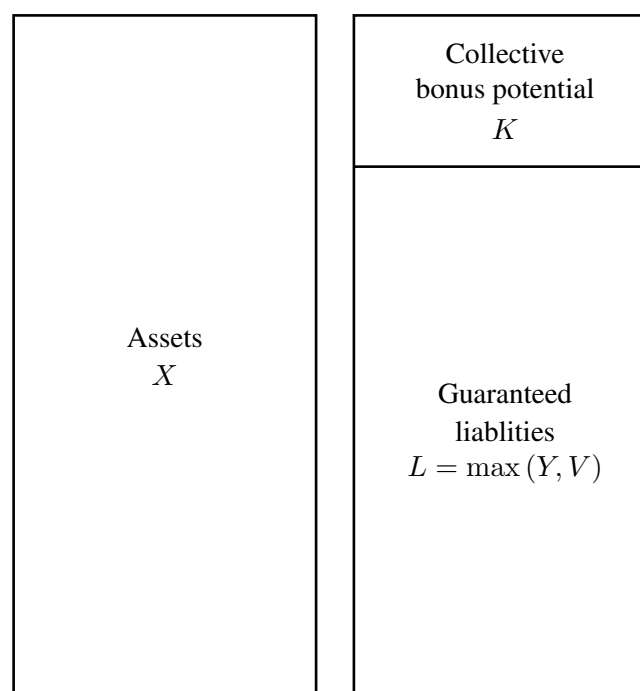 Assets
X
Collective
bonus potential
K
Guaranteed
liablities
L = max (Y, V)